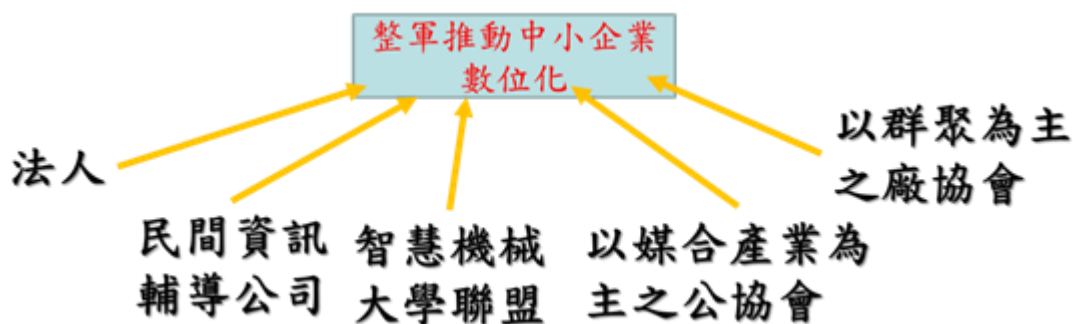 整軍推動中小企業
數位化
法人
民間資訊
輔導公司
智慧機械
大學聯盟
以媒合產業為
主之公協會
以群聚為主
之廠協會